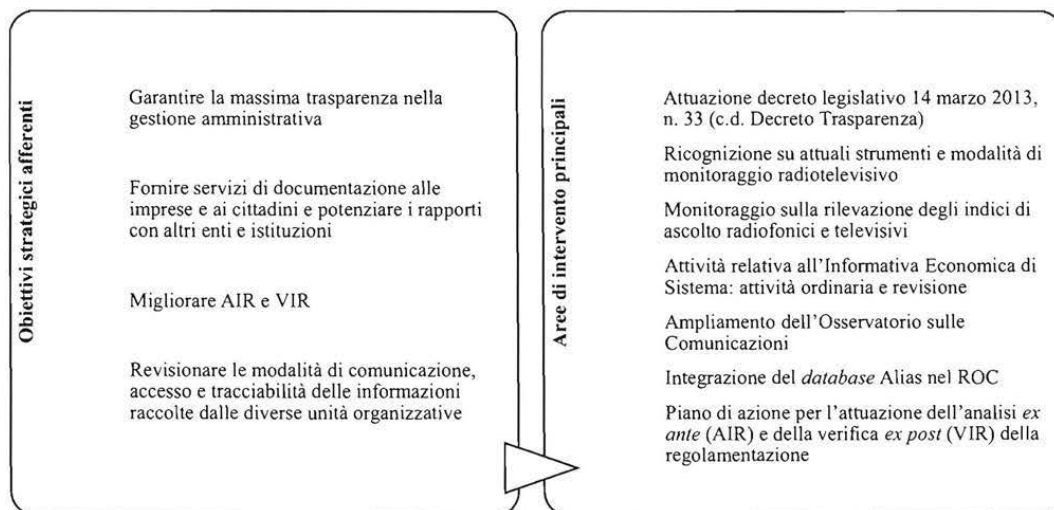 Obiettivi strategici afferenti
Garantire la massima trasparenza nella
gestione amministrativa
Fornire servizi di documentazione alle
imprese e ai cittadini e potenziare i rapporti
con altri enti e istituzioni
Migliorare AIR e VIR
Revisionare le modalità di comunicazione,
accesso e tracciabilità delle informazioni
raccolte dalle diverse unità organizzative
Aree di intervento principali
Attuazione decreto legislativo 14 marzo 2013,
n. 33 (c.d. Decreto Trasparenza)
Ricognizione su attuali strumenti e modalità di
monitoraggio radiotelevisivo
Monitoraggio sulla rilevazione degli indici di
ascolto radiofonici e televisivi
Attività relativa all'Informativa Economica di
Sistema: attività ordinaria e revisione
Ampliamento dell'Osservatorio sulle
Comunicazioni
Integrazione del database Alias nel ROC
Piano di azione per l'attuazione dell'analisi ex
ante (AIR) e della verifica ex post (VIR) della
regolamentazione